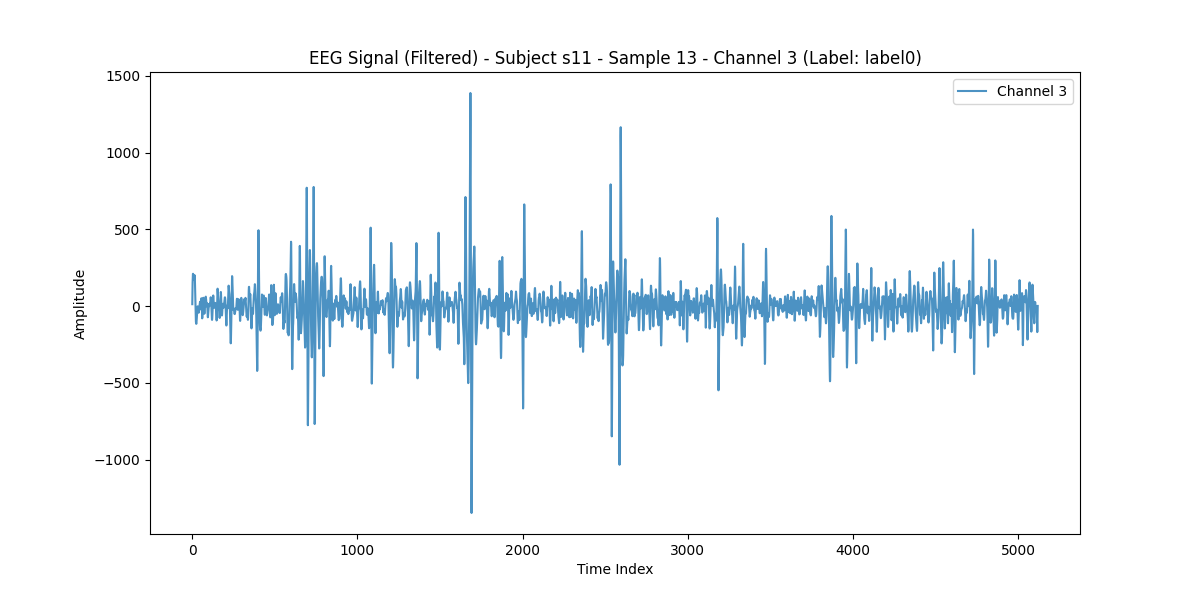 EEG Signal (Filtered) - Subject s11 - Sample 13 - Channel 3 (Label: label0)
Channel 3
1500
1000
500
0
−500
−1000
Amplitude
0 1000 2000 3000 4000 5000
Time Index